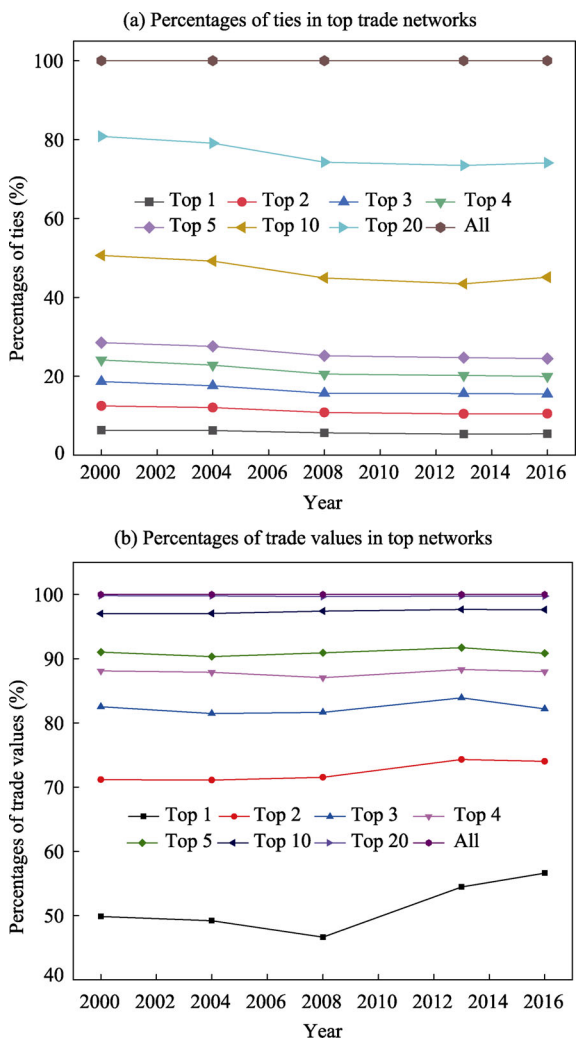 (a) Percentages of ties in top trade networks
100
80
60
40
20
0
Percentages of ties (%)
Top 1 Top 2 Top 3 Top 4
Top 5 Top 10 Top 20 All
2000 2002 2004 2006 2008 2010 2012 2014 2016
Year
(b) Percentages of trade values in top networks
100
90
80
70
60
50
40
Percentages of trade values (%)
Top 1 Top 2 Top 3 Top 4
Top 5 Top 10 Top 20 All
2000 2002 2004 2006 2008 2010 2012 2014 2016
Year